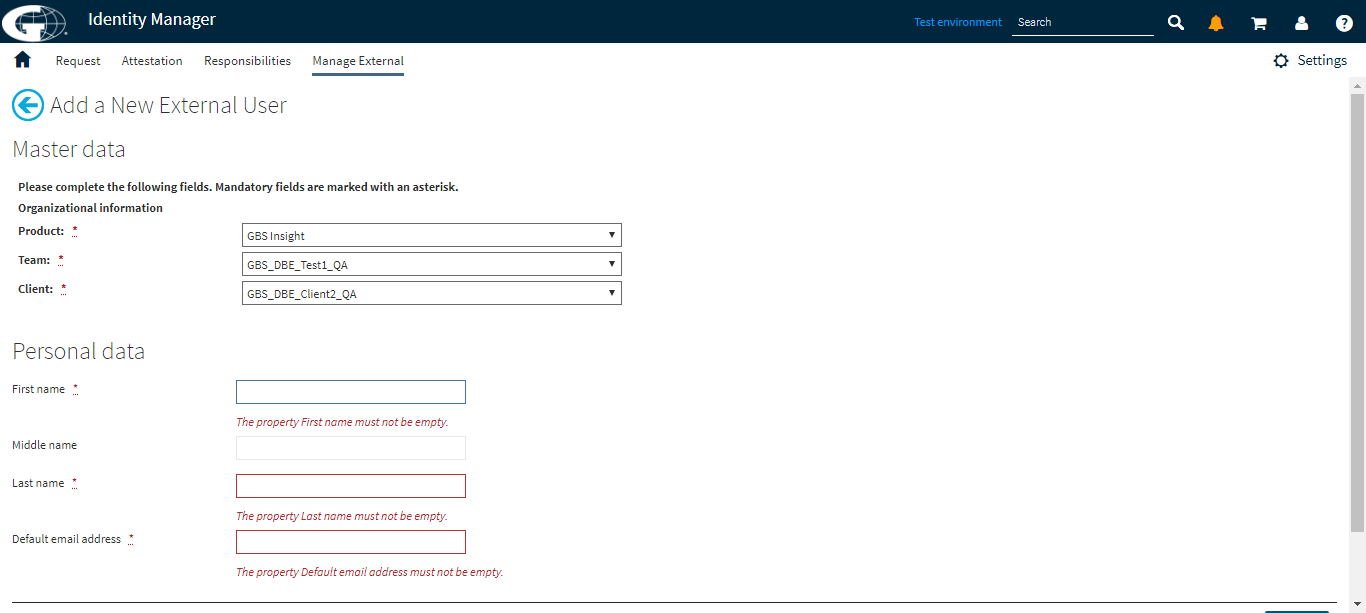 Identity Manager
Test environment
Search
?
Request Attestation Responsibilities Manage External
Settings
Add a New External User
Master data
Please complete the following fields. Mandatory fields are marked with an asterisk.
Organizational information
Product: *
GBS Insight
Team: *
GBS_DBE_Test1_QA
Client: *
GBS_DBE_Client2_QA
Personal data
First name *
The property First name must not be empty.
Middle name
Last name *
The property Last name must not be empty.
Default email address *
The property Default email address must not be empty.